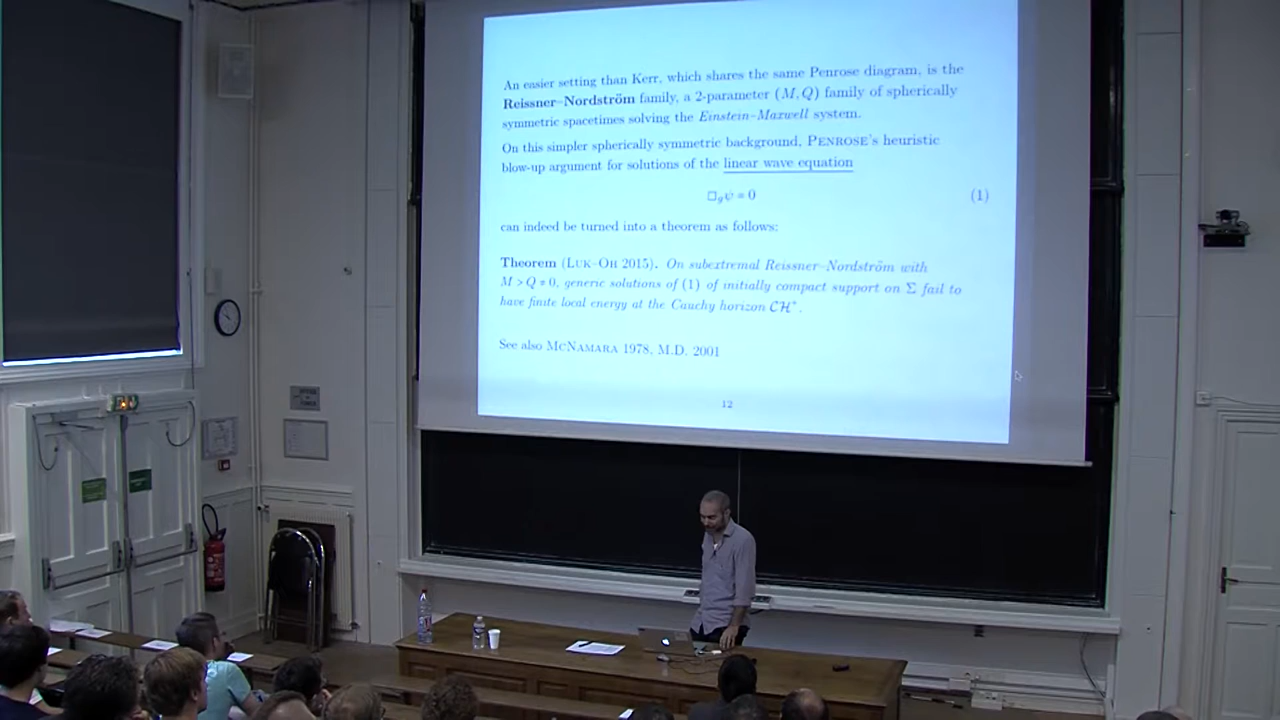 An easier setting than Kerr, which shares the same Penrose diagram, is the
Reissner–Nordström family, a 2-parameter (M, Q) family of spherically
symmetric spacetimes solving the Einstein–Maxwell system.
On this simpler spherically symmetric background, PENROSE's heuristic
blow-up argument for solutions of the linear wave equation
□_g ψ = 0 (1)
can indeed be turned into a theorem as follows:
Theorem (LUK–OH 2015). On subextremal Reissner–Nordström with
M > Q ≠ 0, generic solutions of (1) of initially compact support on Σ fail to
have finite local energy at the Cauchy horizon CH⁺.
See also MCNAMARA 1978, M.D. 2001
12